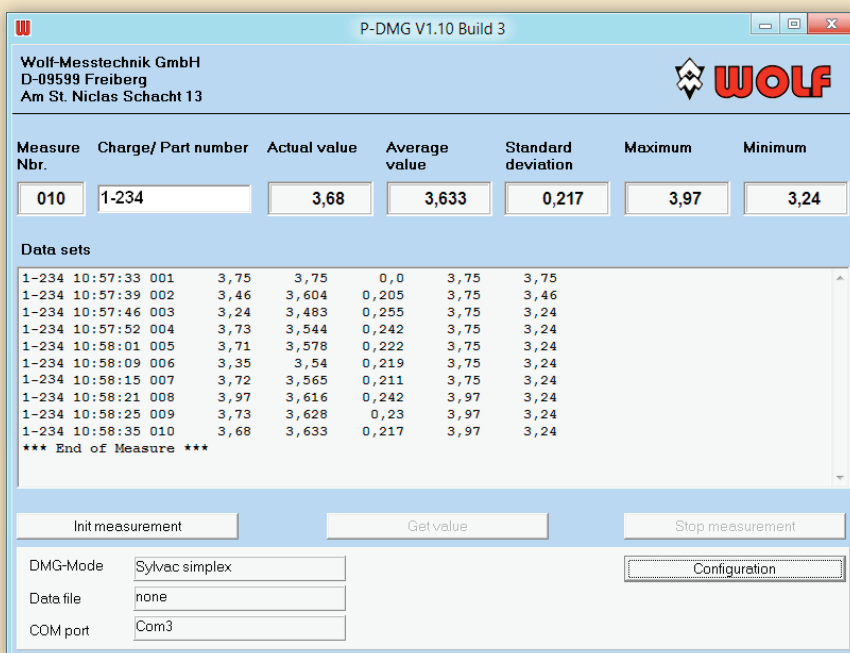 P-DMG V1.10 Build 3
Wolf-Messtechnik GmbH
D-09599 Freiberg
Am St. Niclas Schacht 13
WOLF
Measure Nbr. Charge/ Part number Actual value Average value Standard deviation Maximum Minimum
010 1-234 3,68 3,633 0,217 3,97 3,24
Data sets
1-234 10:57:33 001 3,75 3,75 0,0 3,75 3,75
1-234 10:57:39 002 3,46 3,604 0,205 3,75 3,46
1-234 10:57:46 003 3,24 3,483 0,255 3,75 3,24
1-234 10:57:52 004 3,73 3,544 0,242 3,75 3,24
1-234 10:58:01 005 3,71 3,578 0,222 3,75 3,24
1-234 10:58:09 006 3,35 3,54 0,219 3,75 3,24
1-234 10:58:15 007 3,72 3,565 0,211 3,75 3,24
1-234 10:58:21 008 3,97 3,616 0,242 3,97 3,24
1-234 10:58:25 009 3,73 3,628 0,23 3,97 3,24
1-234 10:58:35 010 3,68 3,633 0,217 3,97 3,24
*** End of Measure ***
Init measurement Get value Stop measurement
DMG-Mode Sylvac simplex Configuration
Data file none
COM port Com3